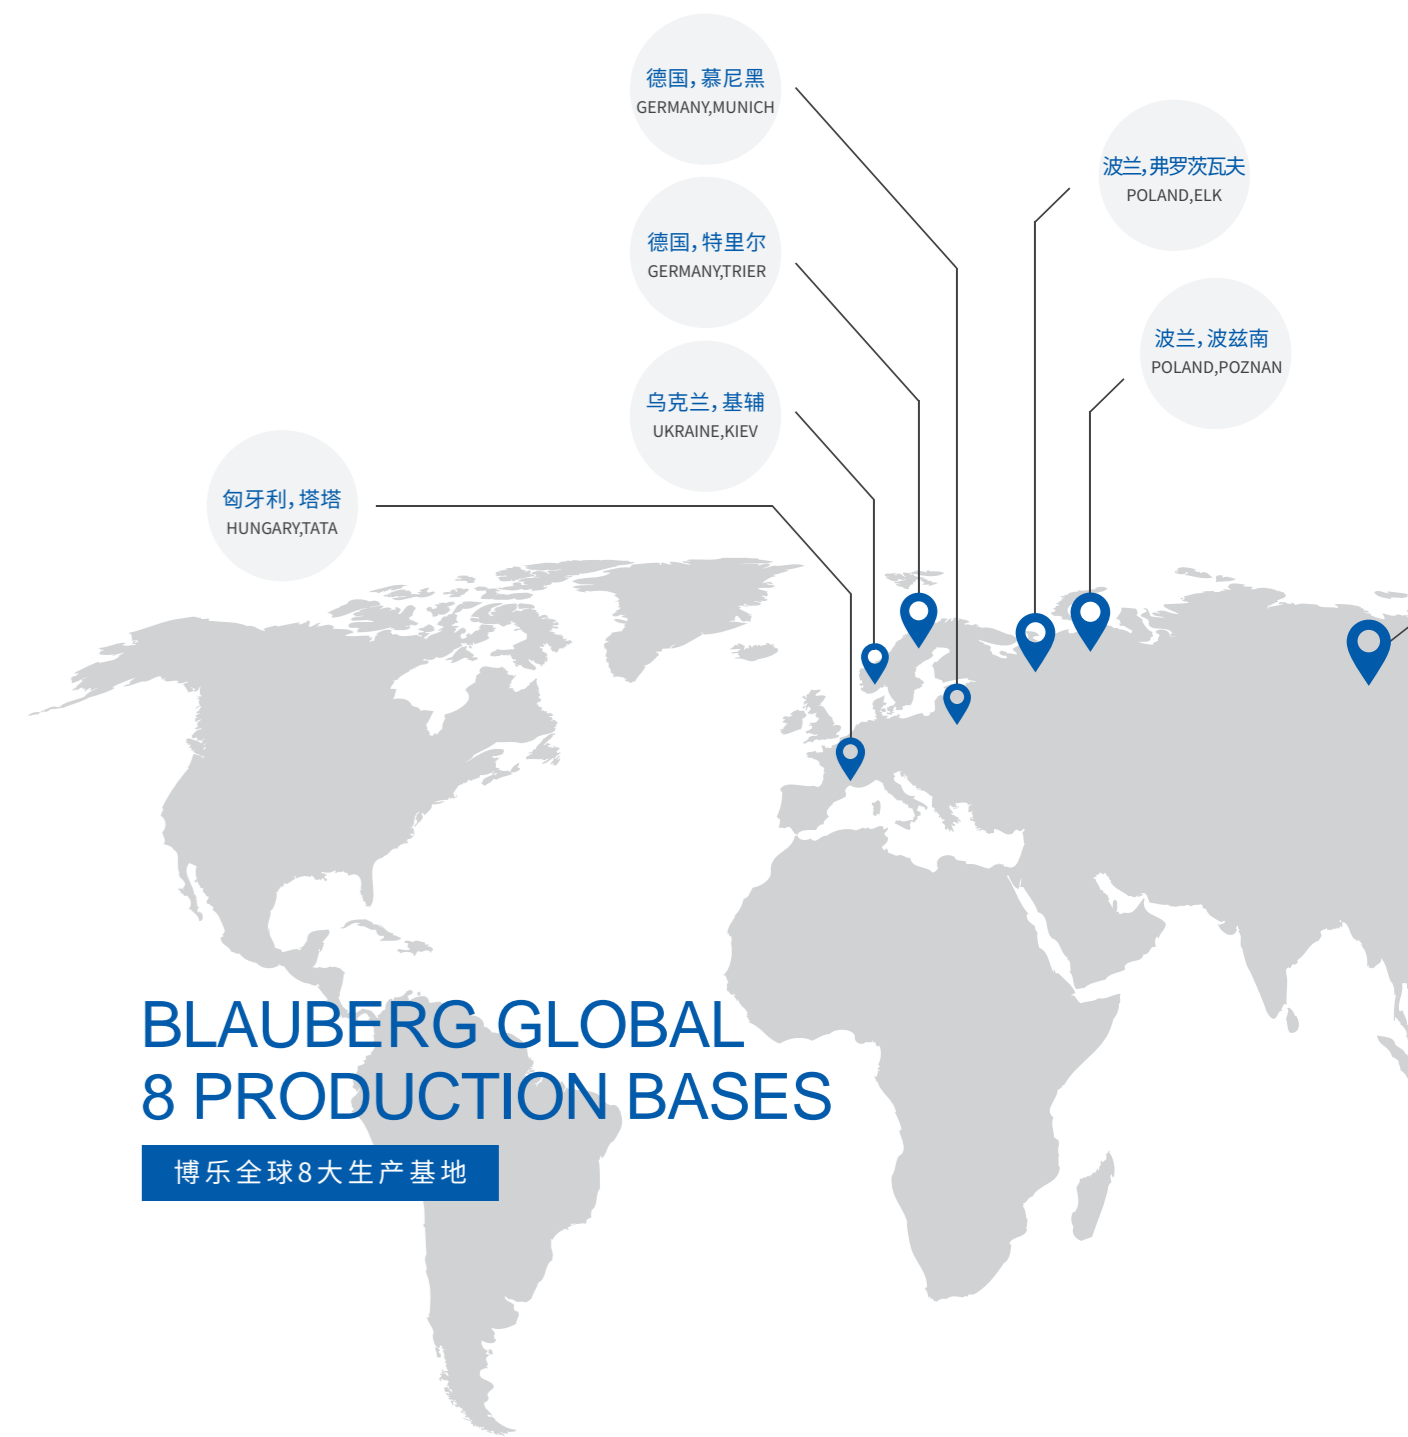 德国，慕尼黑
GERMANY,MUNICH
波兰，弗罗茨瓦夫
POLAND,ELK
德国，特里尔
GERMANY,TRIER
波兰，波兹南
POLAND,POZNAN
乌克兰，基辅
UKRAINE,KIEV
匈牙利，塔塔
HUNGARY,TATA
BLAUBERG GLOBAL
8 PRODUCTION BASES
博乐全球8大生产基地